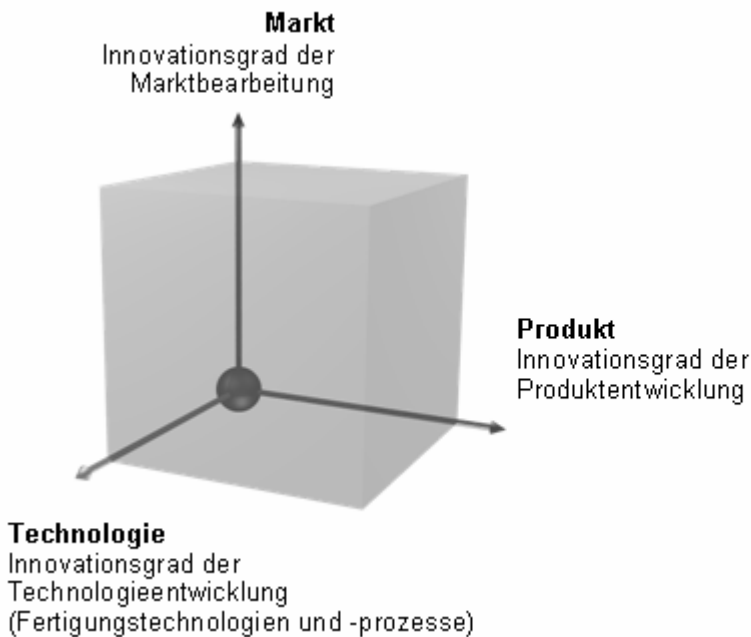 Markt
Innovationsgrad der
Marktbearbeitung
Produkt
Innovationsgrad der
Produktentwicklung
Technologie
Innovationsgrad der
Technologieentwicklung
(Fertigungstechnologien und -prozesse)